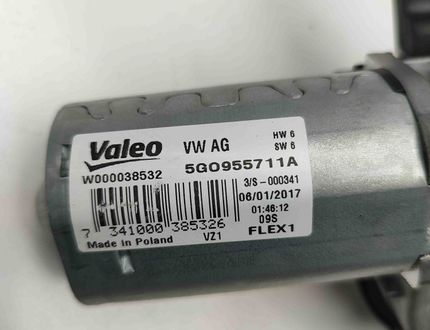 Valeo VW AG HW 6
SW 6
W000038532 5G0955711A
3/S-000341
06/01/2017
01:46:12
09S
7 341000 385326 VZ1 FLEX1
Made in Poland